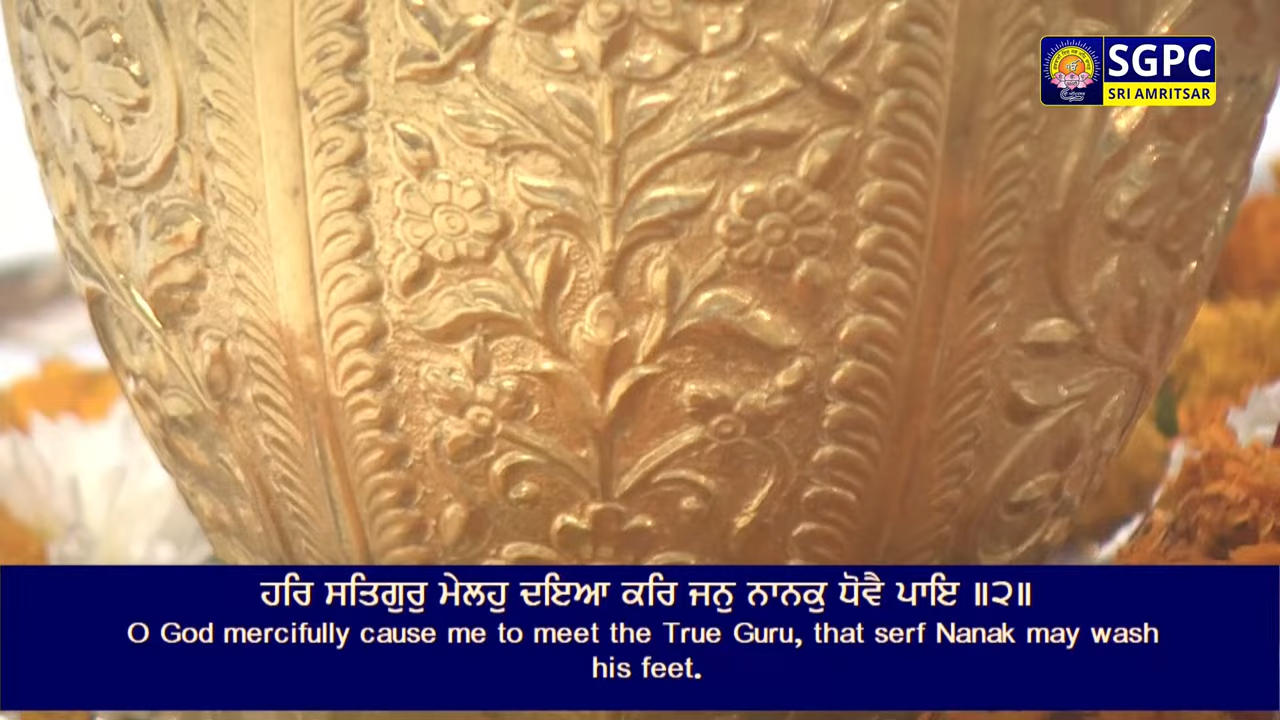 SGPC
SRI AMRITSAR
ਹਰਿ ਸਤਿਗੁਰੁ ਮੇਲਹੁ ਦਇਆ ਕਰਿ ਜਨੁ ਨਾਨਕੁ ਧੋਵੈ ਪਾਇ ॥੨॥
O God mercifully cause me to meet the True Guru, that serf Nanak may wash
his feet.